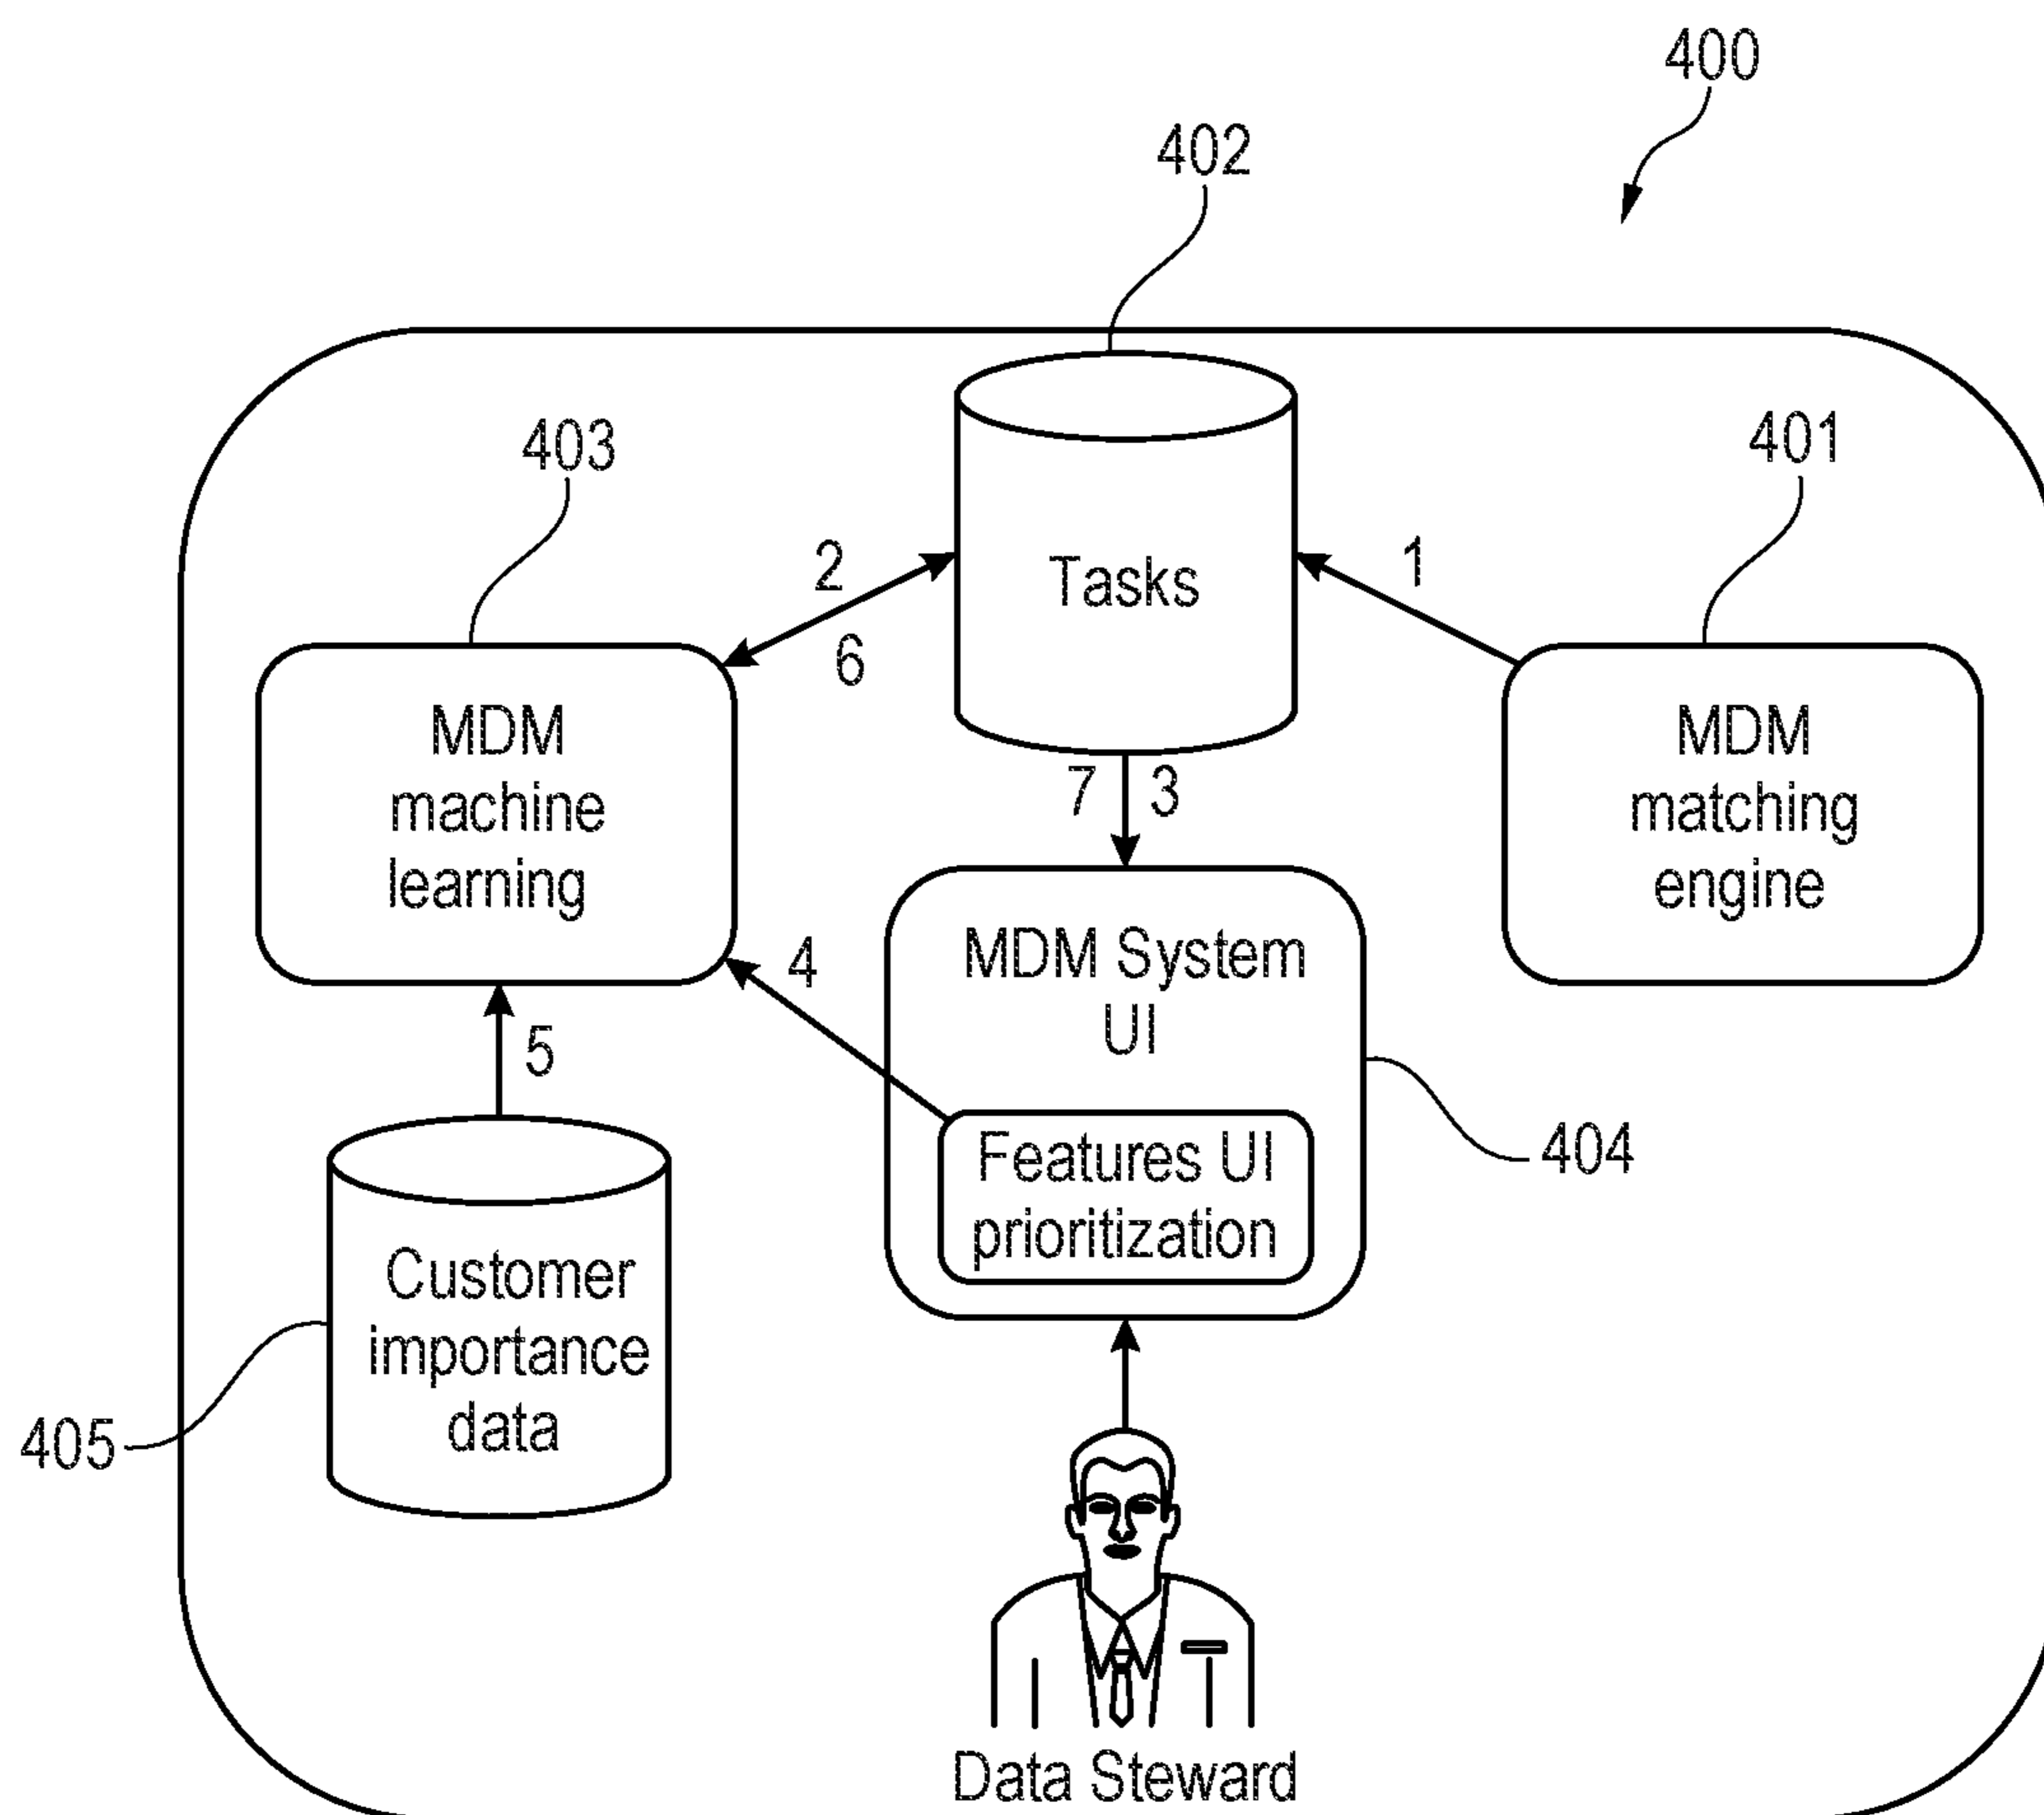 400
402
403
401
2
1
Tasks
6
MDM
machine
learning
MDM
matching
engine
7
3
4
MDM System
UI
5
Features UI
prioritization
404
Customer
importance
data
405
Data Steward